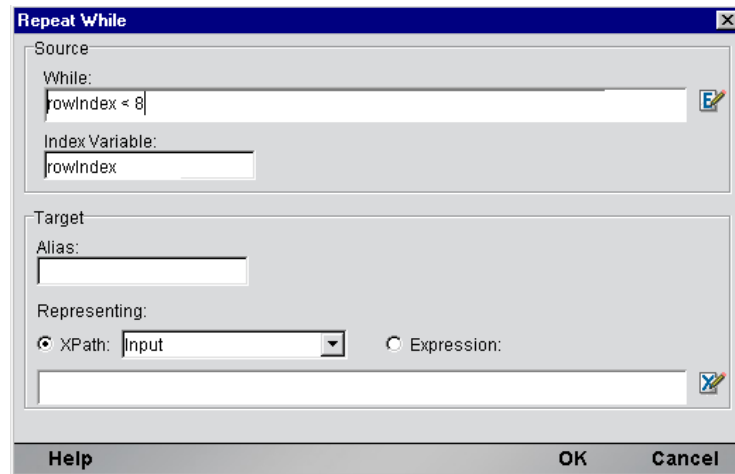 Repeat While
Source
While:
rowIndex < 8
Index Variable:
rowIndex
Target
Alias:
Representing:
XPath: Input Expression:
Help OK Cancel